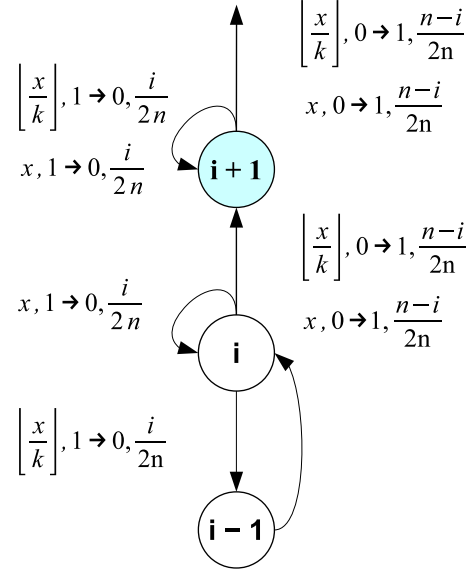 ⌊x/k⌋, 0→1, (n−i)/2n
x, 0→1, (n−i)/2n
⌊x/k⌋, 1→0, i/2n
x, 1→0, i/2n
i + 1
⌊x/k⌋, 0→1, (n−i)/2n
x, 0→1, (n−i)/2n
x, 1→0, i/2n
i
⌊x/k⌋, 1→0, i/2n
i − 1